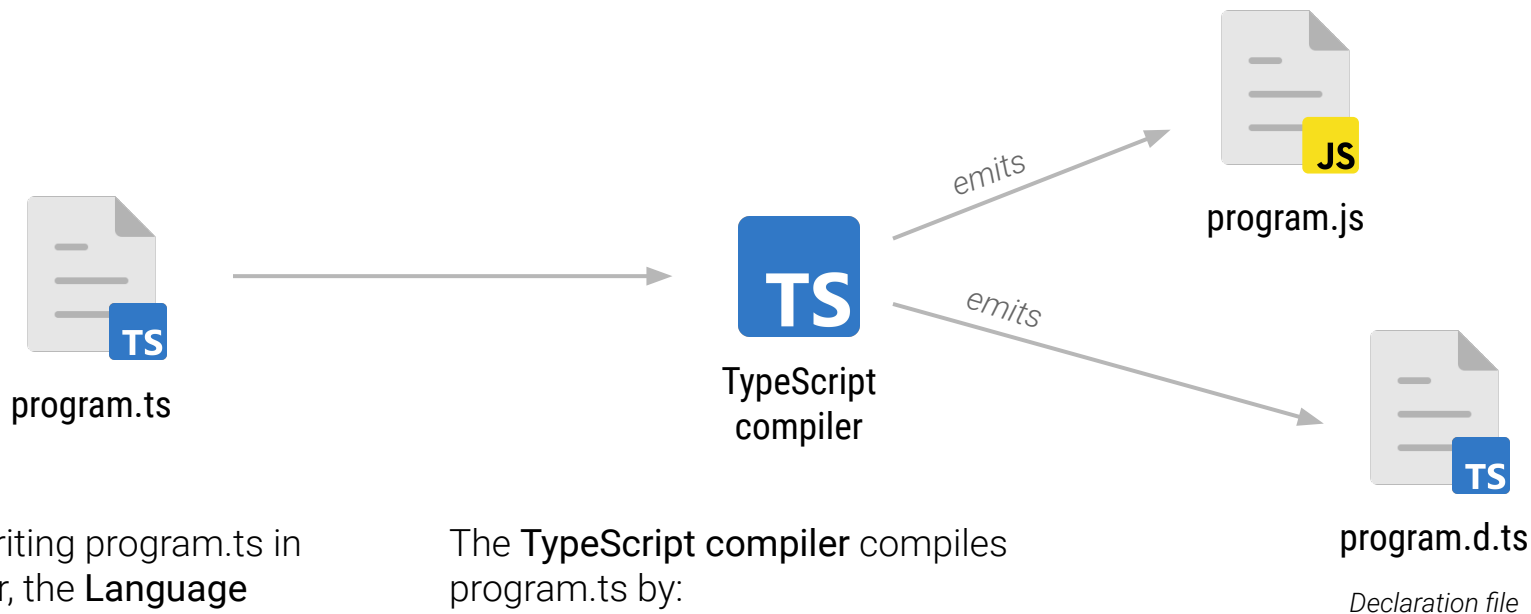 JS
emits
program.js
TS
TS
emits
TypeScript
compiler
program.ts
TS
program.d.ts
Declaration file
program.ts in
the Language
The TypeScript compiler compiles
program.ts by: